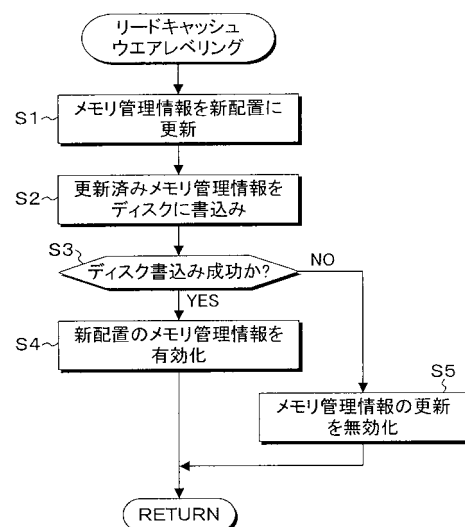 リードキャッシュ
ウエアレベリング
S1
メモリ管理情報を新配置に
更新
S2
更新済みメモリ管理情報を
ディスクに書込み
S3
ディスク書込み成功か?
NO
YES
S4
新配置のメモリ管理情報を
有効化
S5
メモリ管理情報の更新
を無効化
RETURN